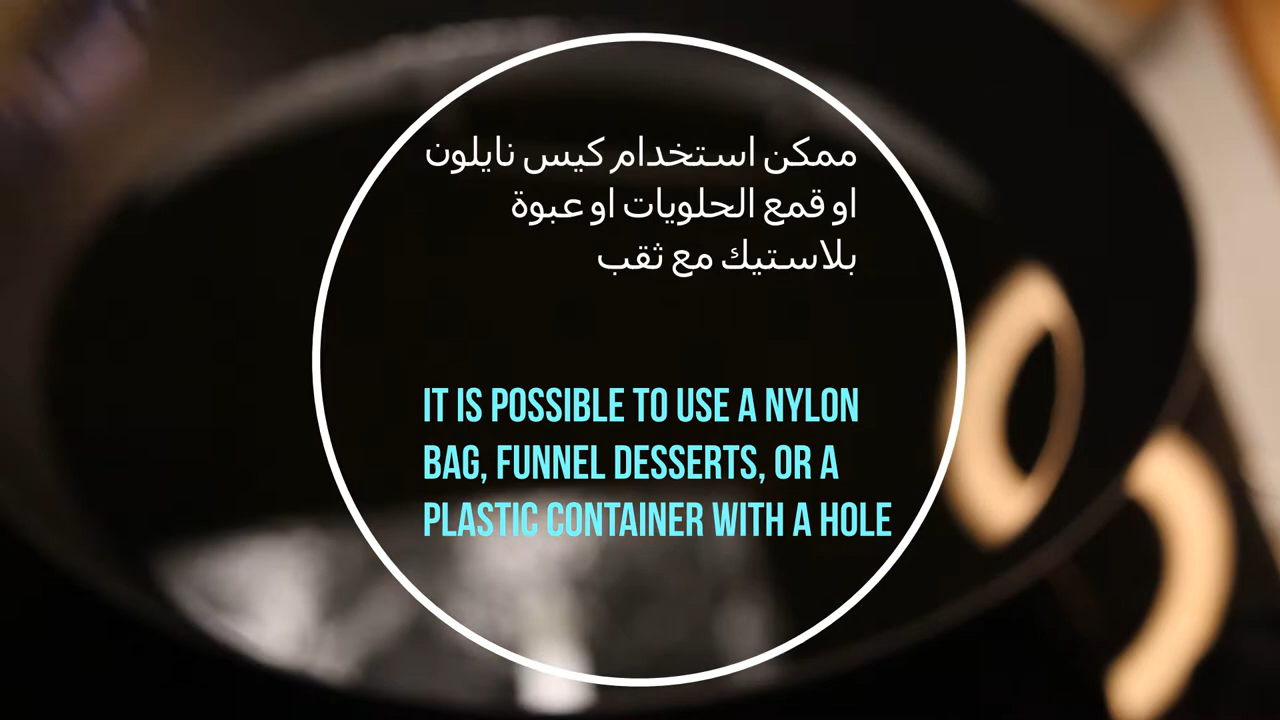 ممكن استخدام كيس نايلون
او قمع الحلويات او عبوة
بلاستيك مع ثقب
IT IS POSSIBLE TO USE A NYLON
BAG, FUNNEL DESSERTS, OR A
PLASTIC CONTAINER WITH A HOLE